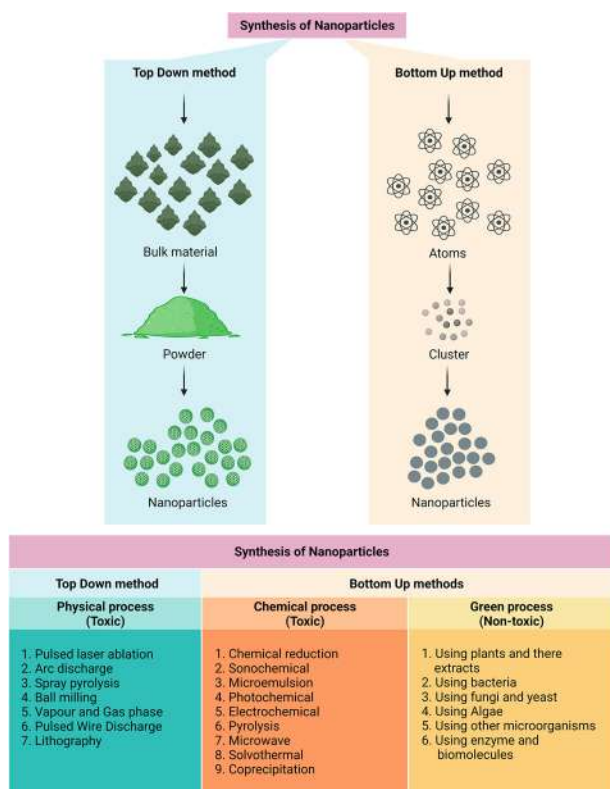 Synthesis of Nanoparticles
Top Down method
Bulk material
Powder
Nanoparticles
Bottom Up method
Atoms
Cluster
Nanoparticles
Synthesis of Nanoparticles
Top Down method
Bottom Up methods
Physical process
(Toxic)
1. Pulsed laser ablation
2. Arc discharge
3. Spray pyrolysis
4. Ball milling
5. Vapour and Gas phase
6. Pulsed Wire Discharge
7. Lithography
Chemical process
(Toxic)
1. Chemical reduction
2. Sonochemical
3. Microemulsion
4. Photochemical
5. Electrochemical
6. Pyrolysis
7. Microwave
8. Solvothermal
9. Coprecipitation
Green process
(Non-toxic)
1. Using plants and there
extracts
2. Using bacteria
3. Using fungi and yeast
4. Using Algae
5. Using other microorganisms
6. Using enzyme and
biomolecules